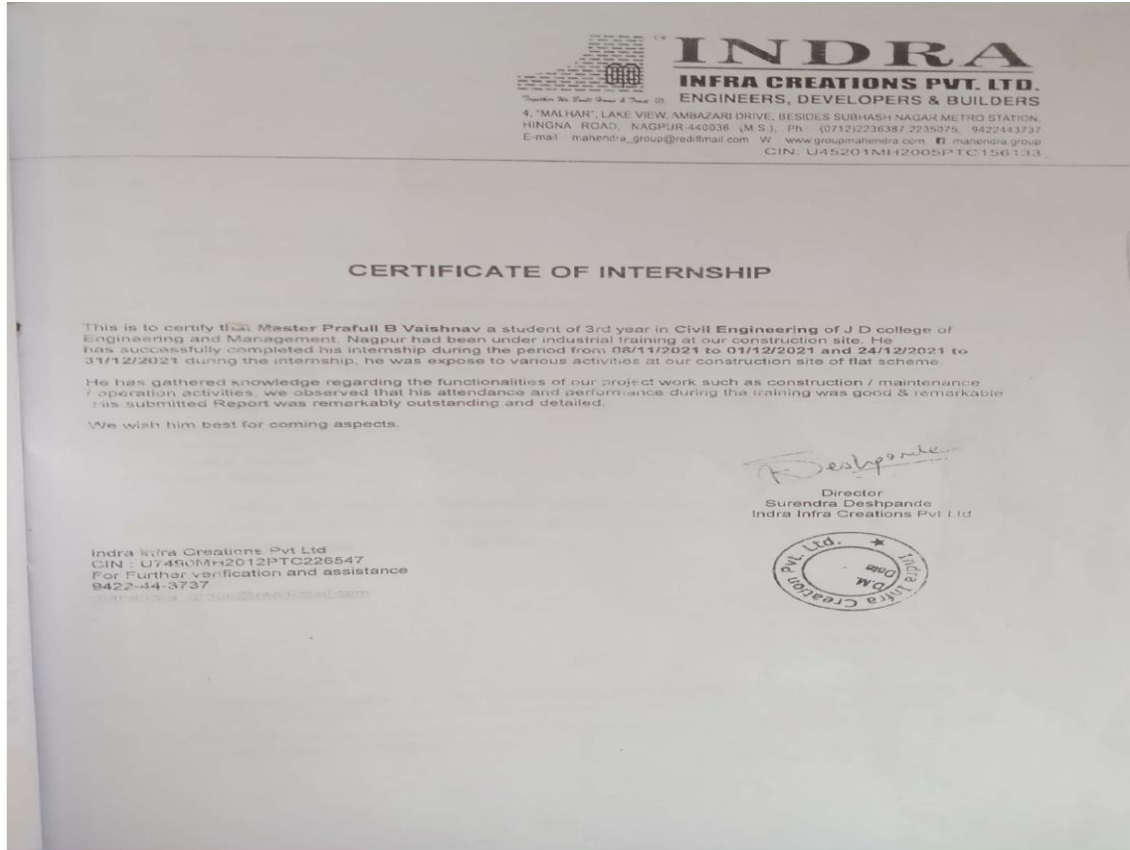 INDRA
INFRA CREATIONS PVT. LTD.
ENGINEERS, DEVELOPERS & BUILDERS
4, "MALHAR", LAKE VIEW, AMBAZARI DRIVE, BESIDES SUBHASH NAGAR METRO STATION,
HINGNA ROAD, NAGPUR-440036 (M.S.), Ph. : (0712)2236387,2235075, 9422443737
E-mail : mahendra_group@rediffmail.com W : www.groupmahendra.com mahendra.group
CIN: U45201MH2005PTC156133
CERTIFICATE OF INTERNSHIP
This is to certify that Master Prafull B Vaishnav a student of 3rd year in Civil Engineering of J D college of
Engineering and Management, Nagpur had been under industrial training at our construction site. He
has successfully completed his internship during the period from 08/11/2021 to 01/12/2021 and 24/12/2021 to
31/12/2021 during the internship, he was expose to various activities at our construction site of flat scheme.
He has gathered knowledge regarding the functionalities of our project work such as construction / maintenance
/ operation activities, we observed that his attendance and performance during the training was good & remarkable
His submitted Report was remarkably outstanding and detailed.
We wish him best for coming aspects.
Deshpande
Director
Surendra Deshpande
Indra Infra Creations Pvt Ltd
Indra Infra Creations Pvt Ltd
CIN : U7490MH2012PTC226547
For Further verification and assistance
9422-44-3737
Indra Infra Creation Pvt. Ltd. ★